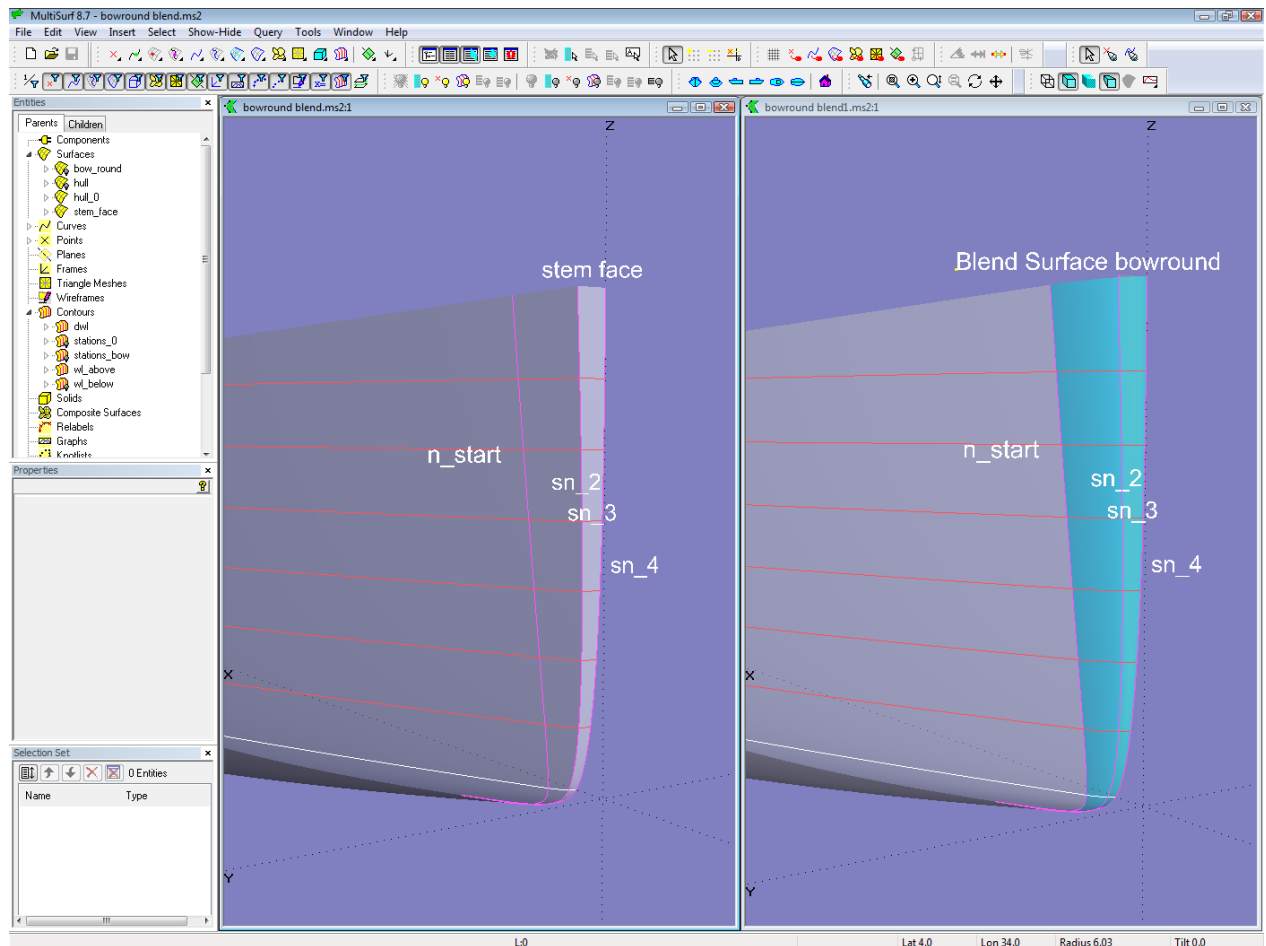 MultiSurf 8.7 - bowround blend.ms2
File Edit View Insert Select Show-Hide Query Tools Window Help
Entities
Parents Children
Components
Surfaces
bow_round
hull
hull_0
stem_face
Curves
Points
Planes
Frames
Triangle Meshes
Wireframes
Contours
dwl
stations_0
stations_bow
wl_above
wl_below
Solids
Composite Surfaces
Relabels
Graphs
Knotlists
Properties
Selection Set
0 Entities
Name Type
bowround blend.ms2:1
Z
stem face
n_start
sn_2
sn_3
sn_4
X
Y
bowround blend1.ms2:1
Z
Blend Surface bowround
n_start
sn_2
sn_3
sn_4
X
Y
L:0 Lat 4.0 Lon 34.0 Radius 6.03 Tilt 0.0